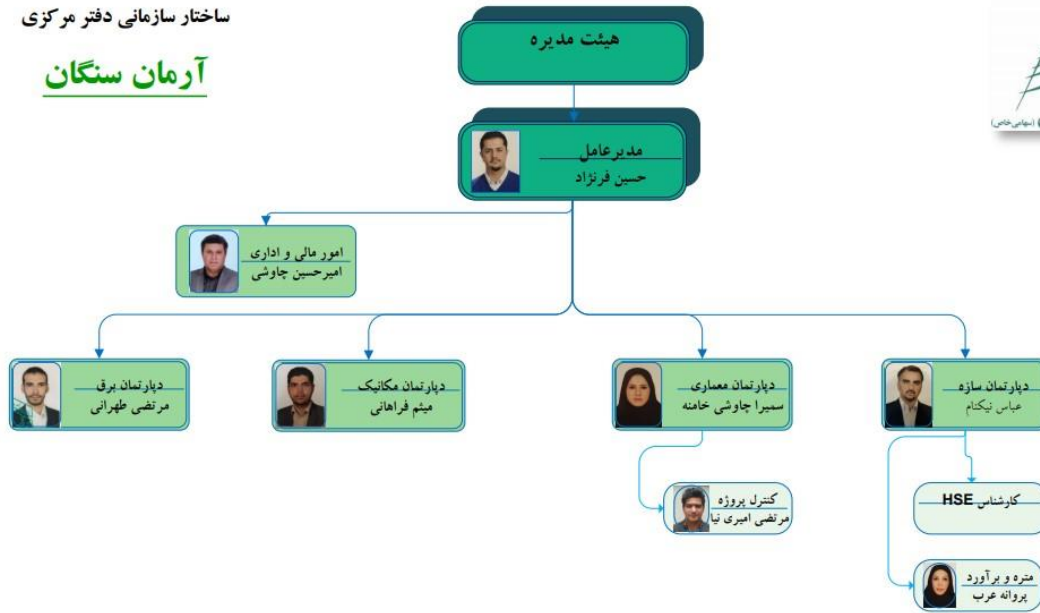 ساختار سازمانی دفتر مرکزی
آرمان سنگان
(سهامی خاص)
هیئت مدیره
مدیرعامل
حسین فرنژاد
امور مالی و اداری
امیرحسین چاوشی
دپارتمان سازه
عباس نیکنام
دپارتمان معماری
سمیرا چاوشی خامنه
دپارتمان مکانیک
میثم فراهانی
دپارتمان برق
مرتضی طهرانی
کارشناس HSE
کنترل پروژه
مرتضی امیری نیا
متره و برآورد
پروانه عرب